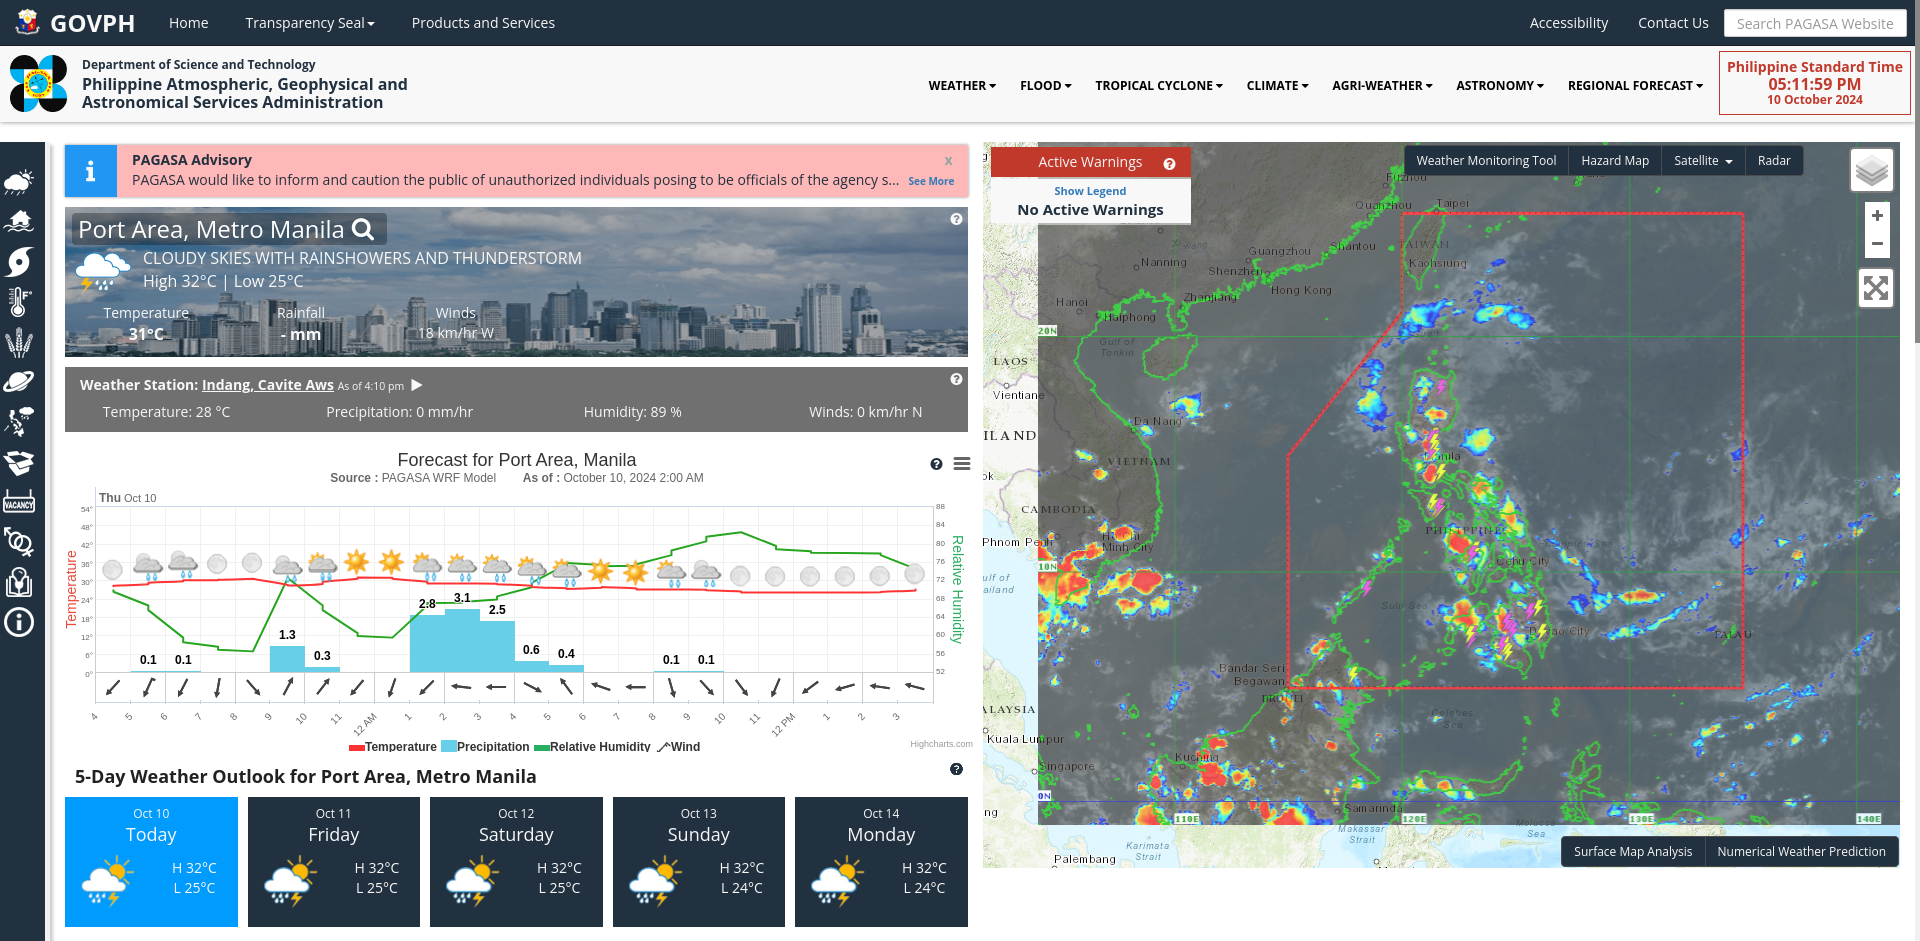 GOVPH
Home
Transparency Seal
Products and Services
Accessibility
Contact Us
Search PAGASA Website
Department of Science and Technology
Philippine Atmospheric, Geophysical and
Astronomical Services Administration
WEATHER
FLOOD
TROPICAL CYCLONE
CLIMATE
AGRI-WEATHER
ASTRONOMY
REGIONAL FORECAST
Philippine Standard Time
05:11:59 PM
10 October 2024
F°
VACANCY
PAGASA Advisory
x
PAGASA would like to inform and caution the public of unauthorized individuals posing to be officials of the agency s...
See More
Port Area, Metro Manila
CLOUDY SKIES WITH RAINSHOWERS AND THUNDERSTORM
High 32°C | Low 25°C
Temperature Rainfall Winds
31°C - mm 18 km/hr W
Weather Station: Indang, Cavite Aws As of 4:10 pm
Temperature: 28 °C Precipitation: 0 mm/hr Humidity: 89 % Winds: 0 km/hr N
Forecast for Port Area, Manila
Source : PAGASA WRF Model As of : October 10, 2024 2:00 AM
Thu Oct 10
Temperature
54°
48°
42°
36°
30°
24°
18°
12°
6°
0°
88
84
80
76
72
68
64
60
56
52
Relative Humidity
0.1 0.1 1.3 0.3 2.8 3.1 2.5 0.6 0.4 0.1 0.1
4 5 6 7 8 9 10 11 12 AM 1 2 3 4 5 6 7 8 9 10 11 12 PM 1 2 3
Temperature Precipitation Relative Humidity Wind
Highcharts.com
5-Day Weather Outlook for Port Area, Metro Manila
Oct 10
Today
H 32°C
L 25°C
Oct 11
Friday
H 32°C
L 25°C
Oct 12
Saturday
H 32°C
L 25°C
Oct 13
Sunday
H 32°C
L 24°C
Oct 14
Monday
H 32°C
L 24°C
Active Warnings
Show Legend
No Active Warnings
Weather Monitoring Tool
Hazard Map
Satellite
Radar
+
−
Fuzhou
Quanzhou
Taipei
Shantou
TAIWAN
Guangzhou
Nanning
Shenzhen
Kaohsiung
Hong Kong
Hanoi
Zhanjiang
Haiphong
20N
Gulf of
Tonkin
LAOS
Vientiane
Da Nang
ILAND
VIETNAM
Manila
ok
CAMBODIA
PHILIPPINES
Phnom Penh
Minh City
Cebu City
10N
ulf of
ailand
Sulu Sea
Davao City
PALAU
Bandar Seri
Begawan
BRUNEI
ALAYSIA
Celebes
Sea
Kuala Lumpur
Kuching
Singapore
0N
ng
Samarinda
110E
120E
130E
140E
Makassar
Strait
Molucca
Sea
Karimata
Strait
Palembang
Surface Map Analysis
Numerical Weather Prediction